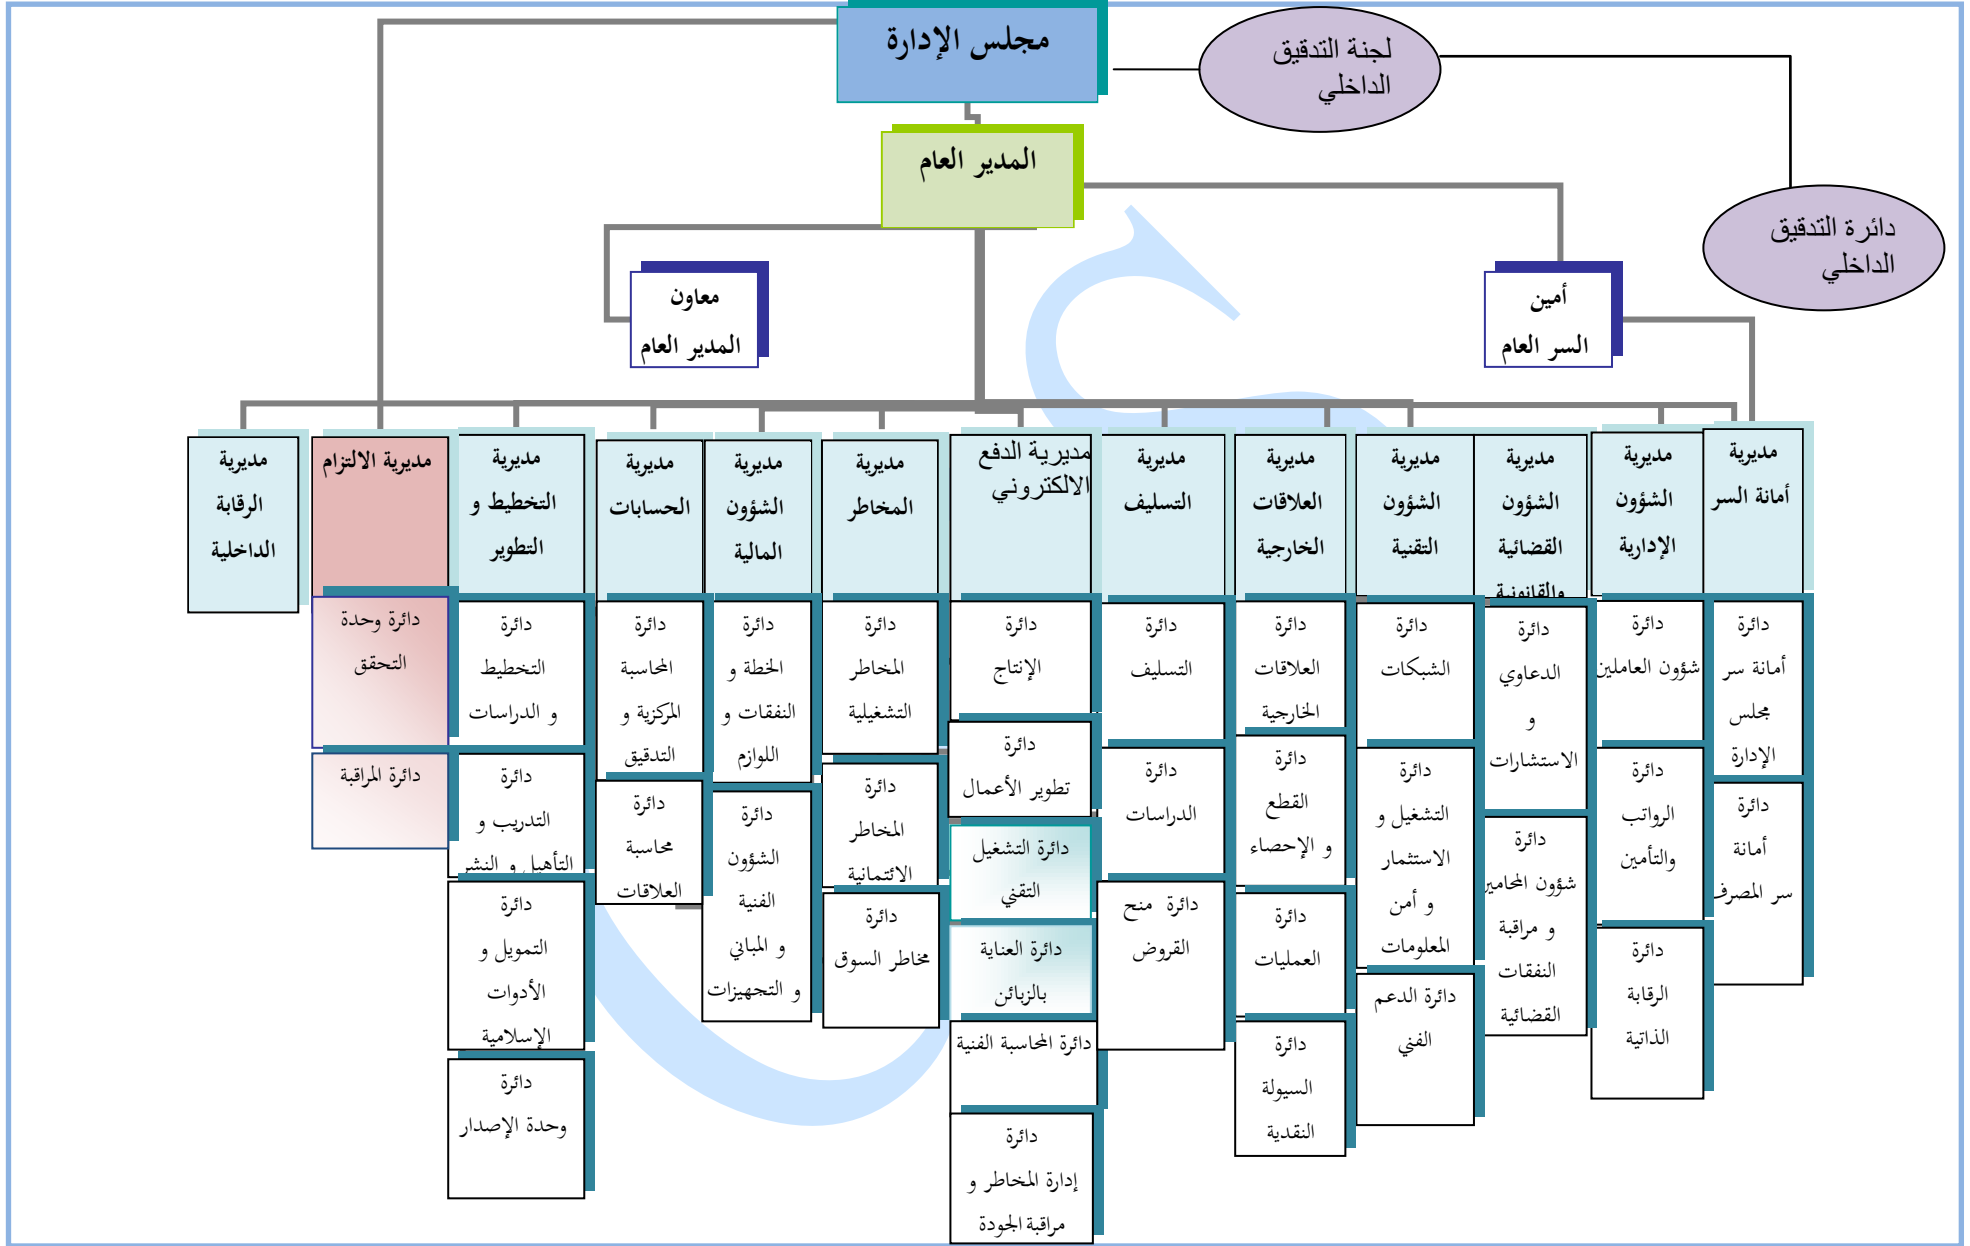 مجلس الإدارة
لجنة التدقيق
الداخلي
المدير العام
دائرة التدقيق
الداخلي
أمين
السر العام
معاون
المدير العام
مديرية
أمانة السر
مديرية
الشؤون
الإدارية
مديرية
الشؤون
القضائية
والقانونية
مديرية
الشؤون
التقنية
مديرية
العلاقات
الخارجية
مديرية
التسليف
مديرية الدفع
الالكتروني
مديرية
المخاطر
مديرية
الشؤون
المالية
مديرية
الحسابات
مديرية
التخطيط و
التطوير
مديرية الالتزام
مديرية
الرقابة
الداخلية
دائرة
أمانة سر
مجلس
الإدارة
دائرة
أمانة
سر المصرف
دائرة
شؤون العاملين
دائرة
الرواتب
والتأمين
دائرة
الرقابة
الذاتية
دائرة
الدعاوي
و
الاستشارات
دائرة
شؤون المحامين
و مراقبة
النفقات
القضائية
دائرة
الشبكات
دائرة
التشغيل و
الاستثمار
و أمن
المعلومات
دائرة الدعم
الفني
دائرة
العلاقات
الخارجية
دائرة
القطع
و الإحصاء
دائرة
العمليات
دائرة
السيولة
النقدية
دائرة
التسليف
دائرة
الدراسات
دائرة منح
القروض
دائرة
الإنتاج
دائرة
تطوير الأعمال
دائرة التشغيل
التقني
دائرة العناية
بالزبائن
دائرة المحاسبة الفنية
دائرة
إدارة المخاطر و
مراقبة الجودة
دائرة
المخاطر
التشغيلية
دائرة
المخاطر
الائتمانية
دائرة
مخاطر السوق
دائرة
الخطة و
النفقات و
اللوازم
دائرة
الشؤون
الفنية
و المباني
و التجهيزات
دائرة
المحاسبة
المركزية و
التدقيق
دائرة
محاسبة
العلاقات
دائرة
التخطيط
و الدراسات
دائرة
التدريب و
التأهيل و النشر
دائرة
التمويل و
الأدوات
الإسلامية
دائرة
وحدة الإصدار
دائرة وحدة
التحقق
دائرة المراقبة